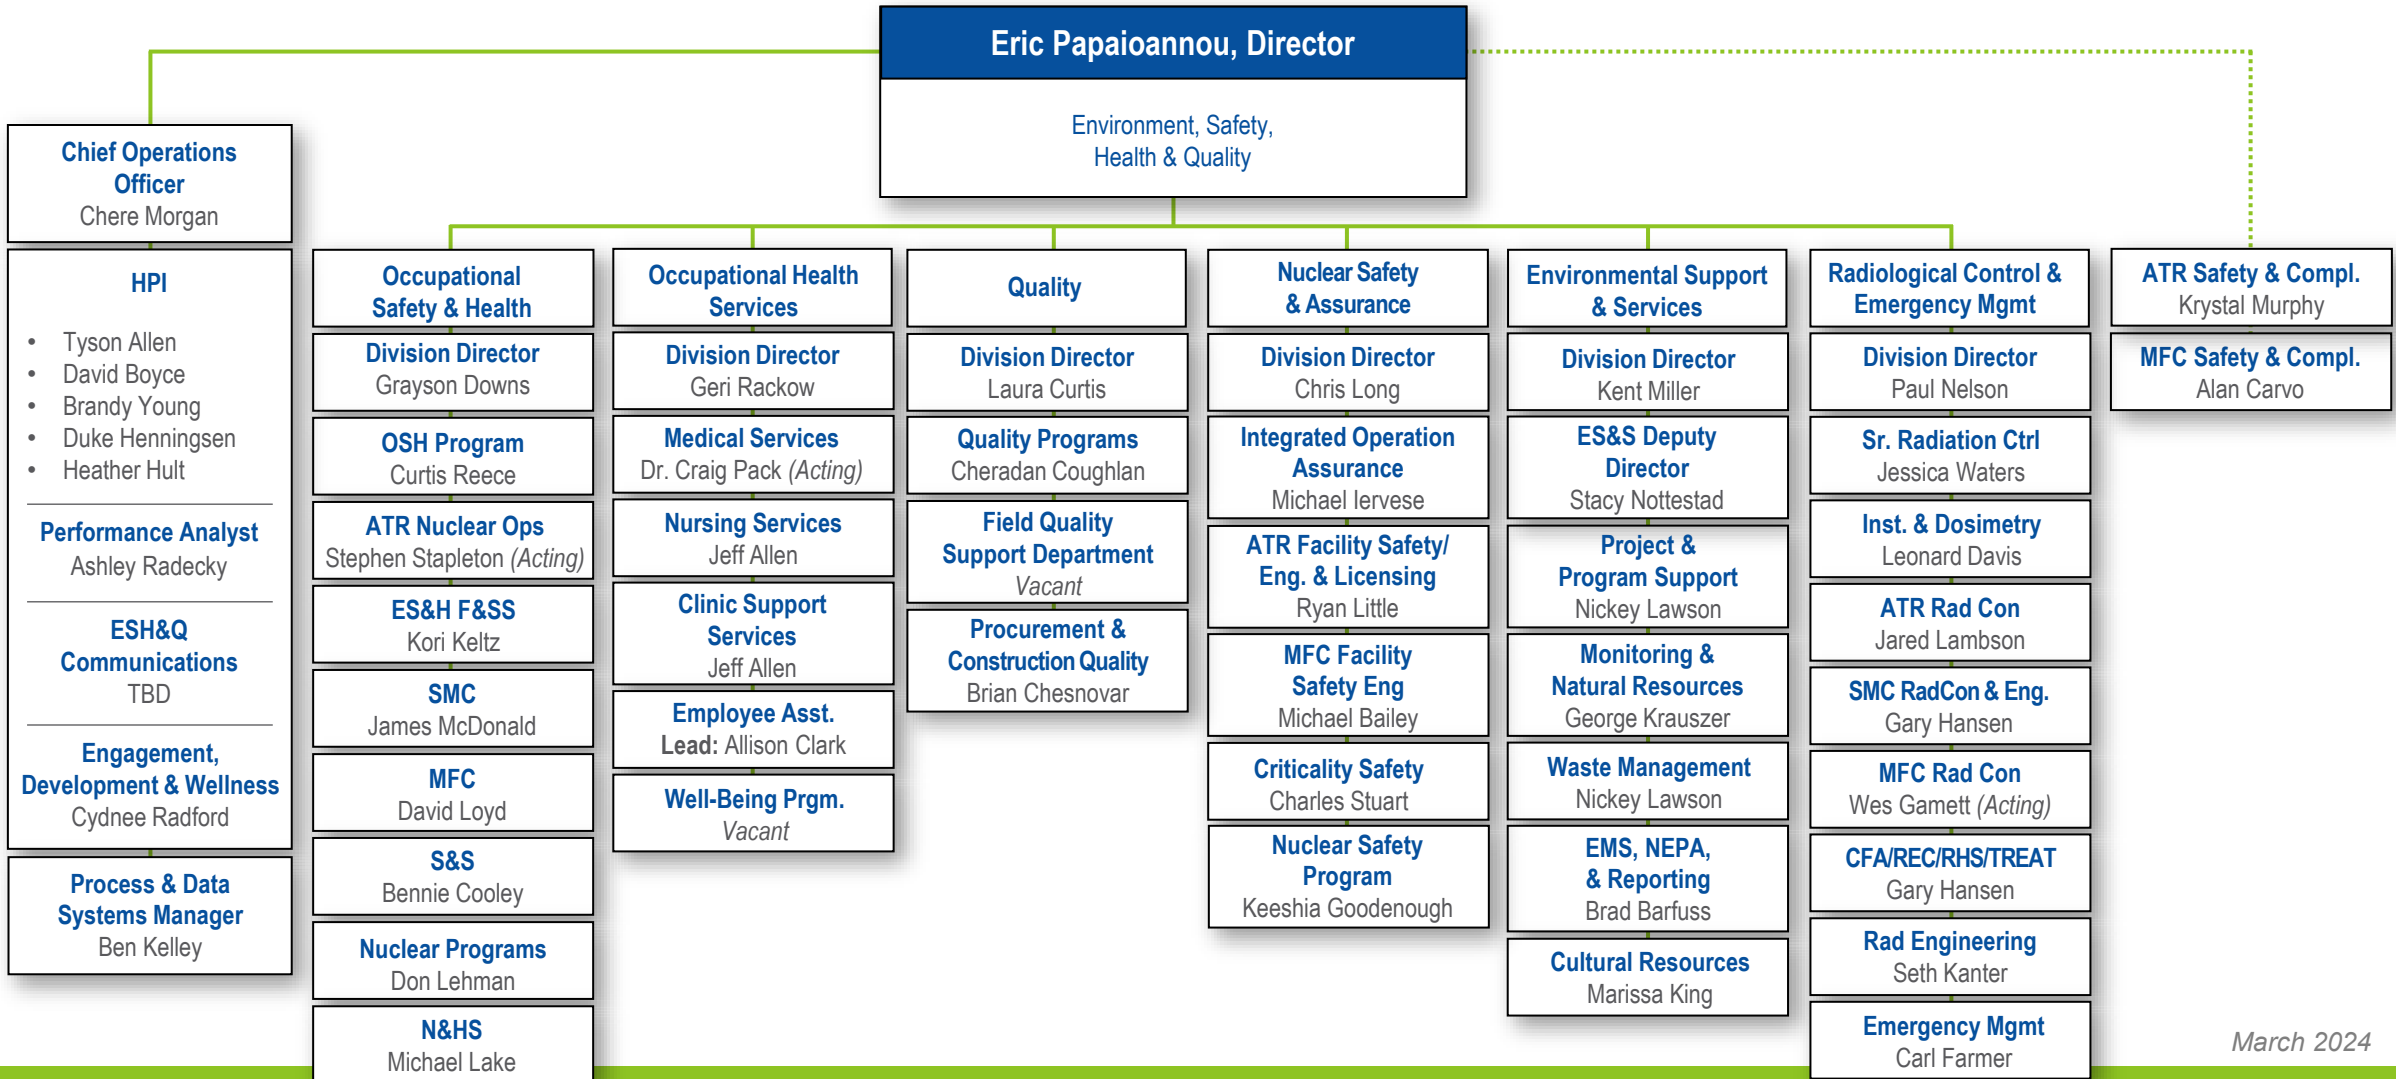 Eric Papaioannou, Director
Environment, Safety,
Health & Quality
Chief Operations
Officer
Chere Morgan
HPI
• Tyson Allen
• David Boyce
• Brandy Young
• Duke Henningsen
• Heather Hult
Performance Analyst
Ashley Radecky
ESH&Q
Communications
TBD
Engagement,
Development & Wellness
Cydnee Radford
Process & Data
Systems Manager
Ben Kelley
Occupational
Safety & Health
Division Director
Grayson Downs
OSH Program
Curtis Reece
ATR Nuclear Ops
Stephen Stapleton (Acting)
ES&H F&SS
Kori Keltz
SMC
James McDonald
MFC
David Loyd
S&S
Bennie Cooley
Nuclear Programs
Don Lehman
N&HS
Michael Lake
Occupational Health
Services
Division Director
Geri Rackow
Medical Services
Dr. Craig Pack (Acting)
Nursing Services
Jeff Allen
Clinic Support
Services
Jeff Allen
Employee Asst.
Lead: Allison Clark
Well-Being Prgm.
Vacant
Quality
Division Director
Laura Curtis
Quality Programs
Cheradan Coughlan
Field Quality
Support Department
Vacant
Procurement &
Construction Quality
Brian Chesnovar
Nuclear Safety
& Assurance
Division Director
Chris Long
Integrated Operation
Assurance
Michael Iervese
ATR Facility Safety/
Eng. & Licensing
Ryan Little
MFC Facility
Safety Eng
Michael Bailey
Criticality Safety
Charles Stuart
Nuclear Safety
Program
Keeshia Goodenough
Environmental Support
& Services
Division Director
Kent Miller
ES&S Deputy
Director
Stacy Nottestad
Project &
Program Support
Nickey Lawson
Monitoring &
Natural Resources
George Krauszer
Waste Management
Nickey Lawson
EMS, NEPA,
& Reporting
Brad Barfuss
Cultural Resources
Marissa King
Radiological Control &
Emergency Mgmt
Division Director
Paul Nelson
Sr. Radiation Ctrl
Jessica Waters
Inst. & Dosimetry
Leonard Davis
ATR Rad Con
Jared Lambson
SMC RadCon & Eng.
Gary Hansen
MFC Rad Con
Wes Gamett (Acting)
CFA/REC/RHS/TREAT
Gary Hansen
Rad Engineering
Seth Kanter
Emergency Mgmt
Carl Farmer
ATR Safety & Compl.
Krystal Murphy
MFC Safety & Compl.
Alan Carvo
March 2024